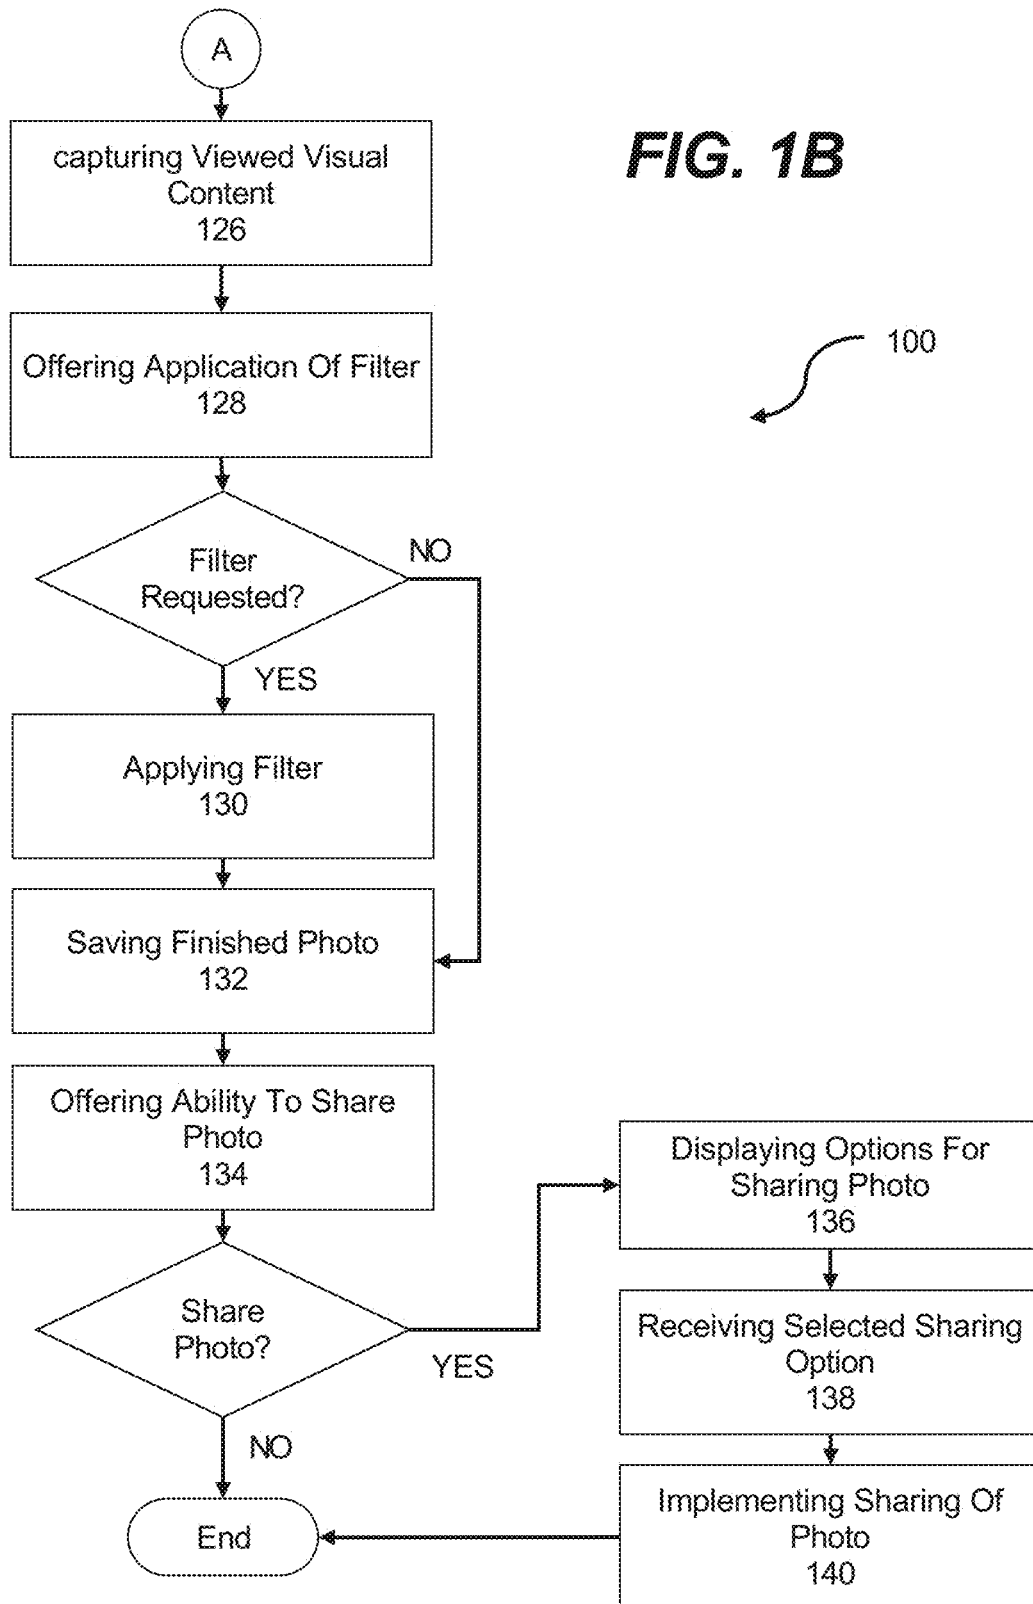 A
FIG. 1B
capturing Viewed Visual
Content
126
100
Offering Application Of Filter
128
Filter
Requested?
NO
YES
Applying Filter
130
Saving Finished Photo
132
Offering Ability To Share
Photo
134
Share
Photo?
YES
NO
Displaying Options For
Sharing Photo
136
Receiving Selected Sharing
Option
138
Implementing Sharing Of
Photo
140
End